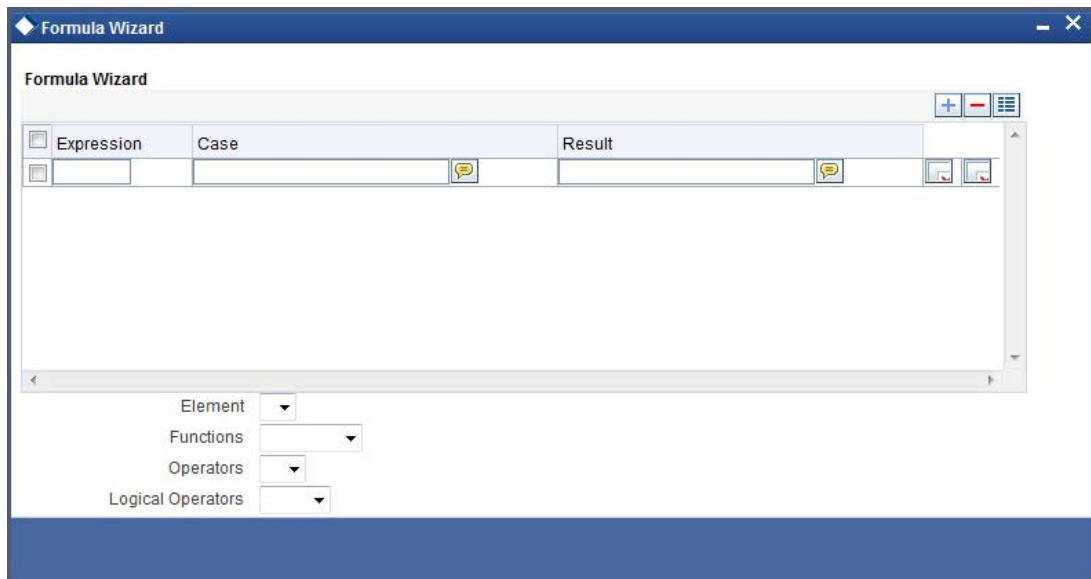 Formula Wizard
Formula Wizard
Expression Case Result
Element
Functions
Operators
Logical Operators